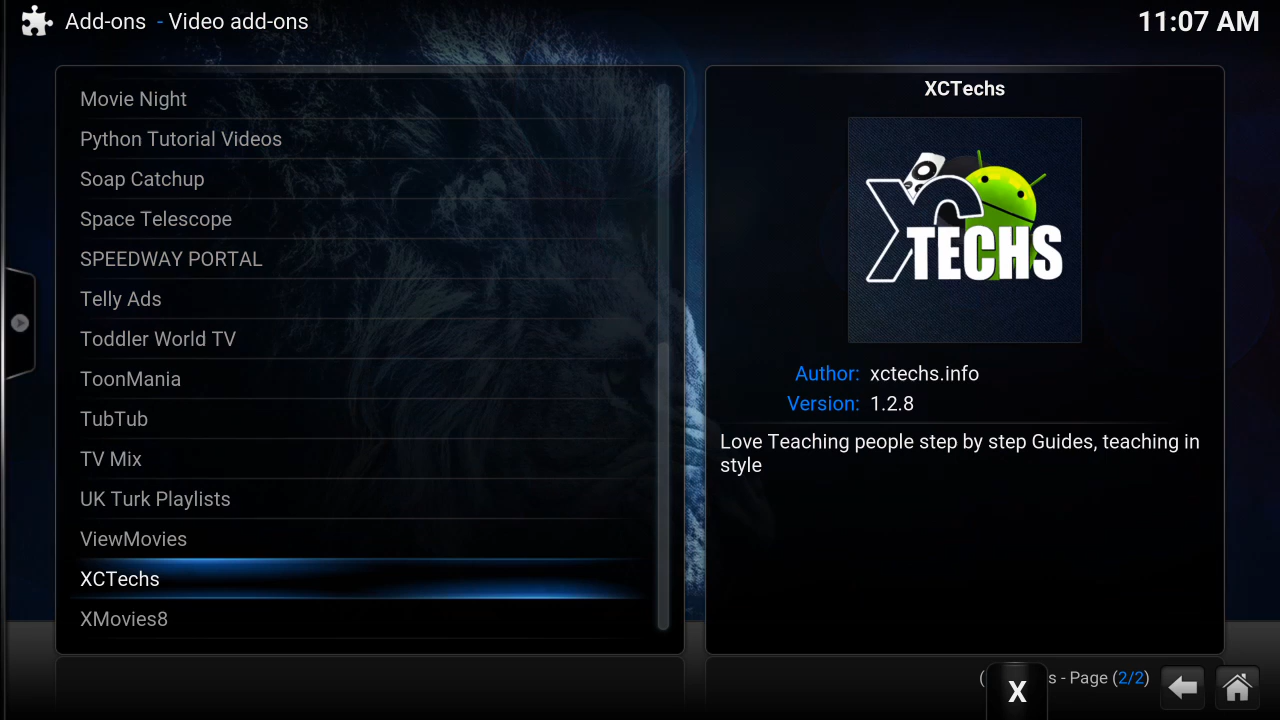 Add-ons - Video add-ons
11:07 AM
Movie Night
Python Tutorial Videos
Soap Catchup
Space Telescope
SPEEDWAY PORTAL
Telly Ads
Toddler World TV
ToonMania
TubTub
TV Mix
UK Turk Playlists
ViewMovies
XCTechs
XMovies8
XCTechs
XC
TECHS
Author: xctechs.info
Version: 1.2.8
Love Teaching people step by step Guides, teaching in
style
( s - Page (2/2)
X